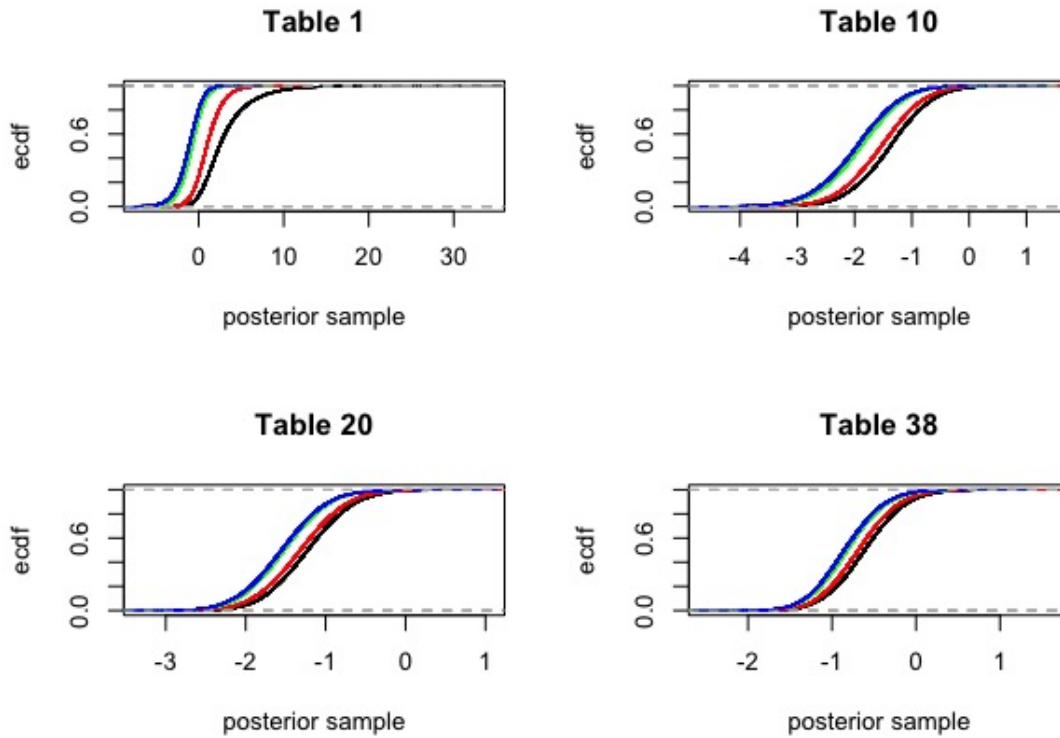 Table 1
ecdf
0.0 0.6
0 10 20 30
posterior sample
Table 10
ecdf
0.0 0.6
-4 -3 -2 -1 0 1
posterior sample
Table 20
ecdf
0.0 0.6
-3 -2 -1 0 1
posterior sample
Table 38
ecdf
0.0 0.6
-2 -1 0 1
posterior sample